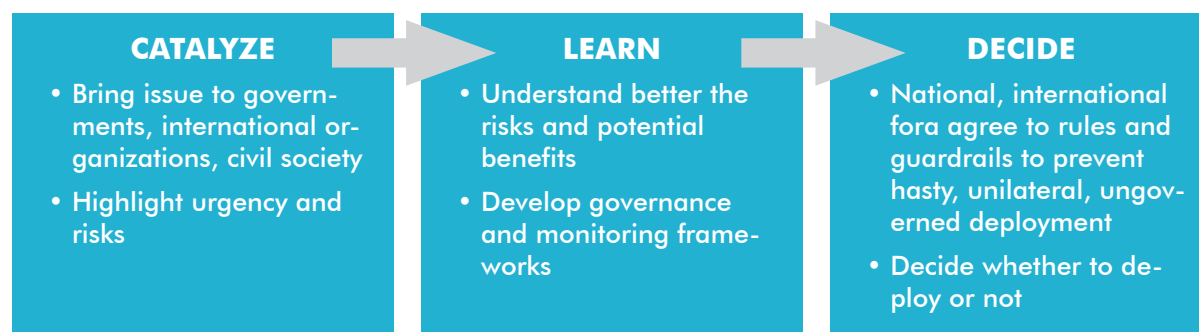 CATALYZE
• Bring issue to govern-
ments, international or-
ganizations, civil society
• Highlight urgency and
risks
LEARN
• Understand better the
risks and potential
benefits
• Develop governance
and monitoring frame-
works
DECIDE
• National, international
fora agree to rules and
guardrails to prevent
hasty, unilateral, ungov-
erned deployment
• Decide whether to de-
ploy or not